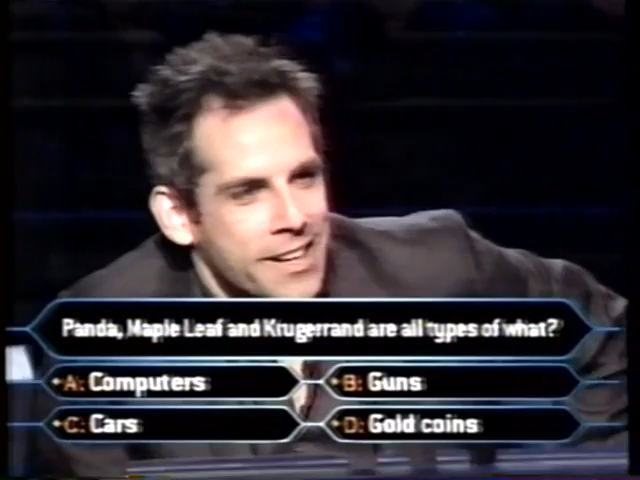 Panda, Maple Leaf and Krugerrand are all types of what?
A: Computers
B: Guns
C: Cars
D: Gold coins